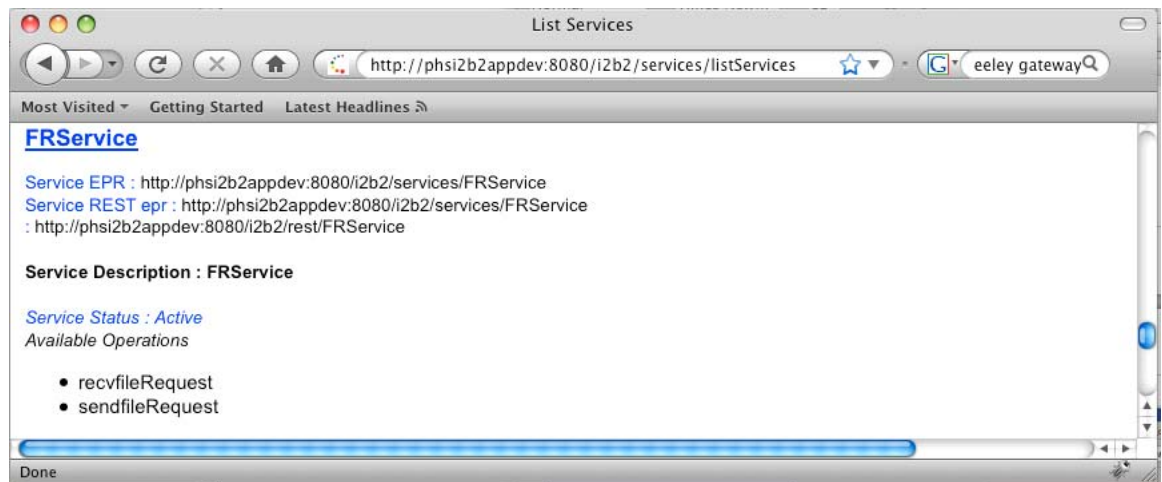 List Services
http://phsi2b2appdev:8080/i2b2/services/listServices
G
eeley gateway
Most Visited
Getting Started
Latest Headlines
FRService
Service EPR : http://phsi2b2appdev:8080/i2b2/services/FRService
Service REST epr : http://phsi2b2appdev:8080/i2b2/services/FRService
: http://phsi2b2appdev:8080/i2b2/rest/FRService
Service Description : FRService
Service Status : Active
Available Operations
• recvfileRequest
• sendfileRequest
Done